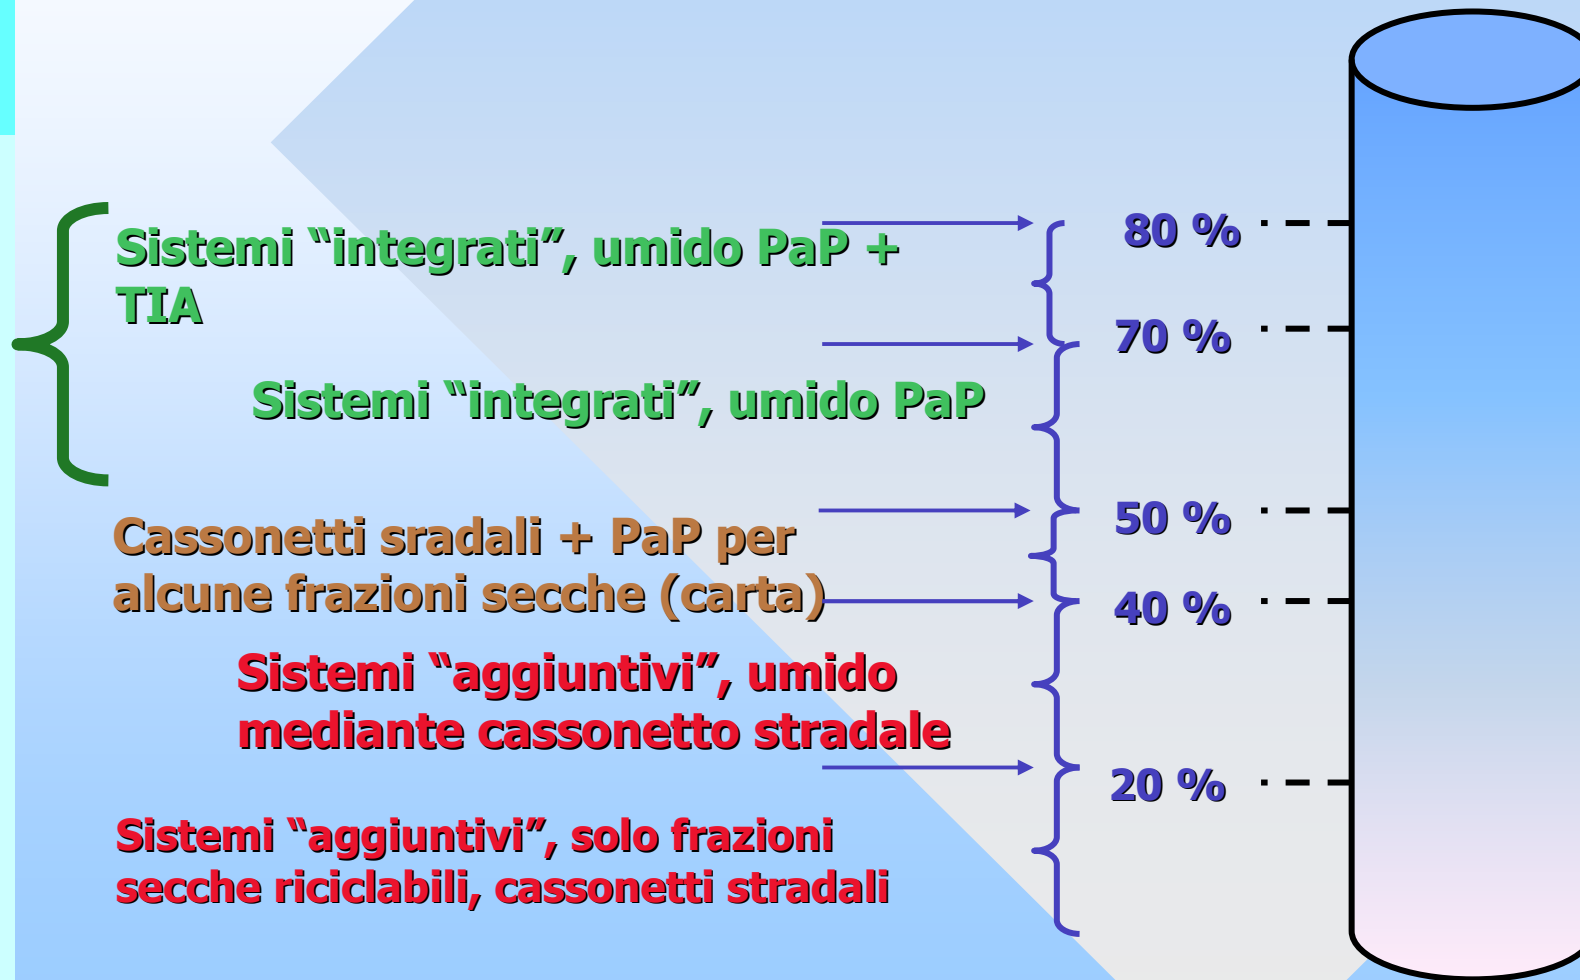 Sistemi “integrati”, umido PaP +
TIA
80 %
70 %
Sistemi “integrati”, umido PaP
Cassonetti sradali + PaP per
alcune frazioni secche (carta)
50 %
40 %
Sistemi “aggiuntivi”, umido
mediante cassonetto stradale
20 %
Sistemi “aggiuntivi”, solo frazioni
secche riciclabili, cassonetti stradali